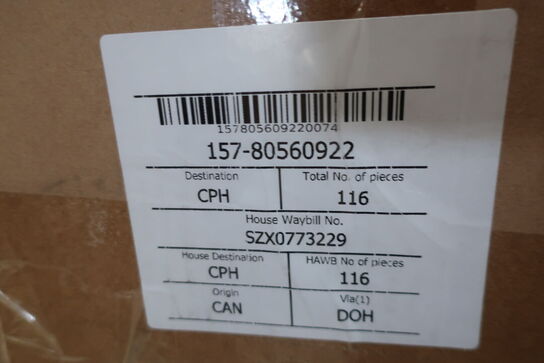 157805609220074
157-80560922
Destination Total No. of pieces
CPH 116
House Waybill No.
SZX0773229
House Destination HAWB No of pieces
CPH 116
Origin Via(1)
CAN DOH